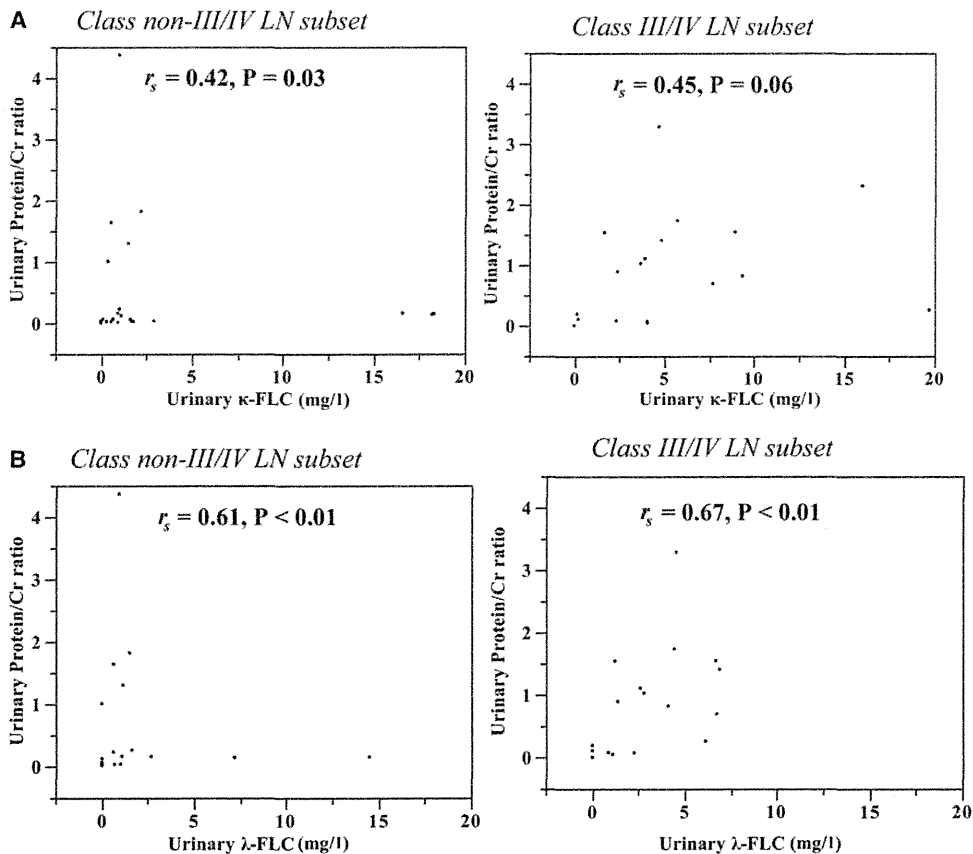 A
Class non-III/IV LN subset
Class III/IV LN subset
Urinary Protein/Cr ratio
4
3
2
1
0
r_s = 0.42, P = 0.03
0
5
10
15
20
Urinary κ-FLC (mg/l)
Urinary Protein/Cr ratio
4
3
2
1
0
r_s = 0.45, P = 0.06
0
5
10
15
20
Urinary κ-FLC (mg/l)
B
Class non-III/IV LN subset
Class III/IV LN subset
Urinary Protein/Cr ratio
4
3
2
1
0
r_s = 0.61, P < 0.01
0
5
10
15
20
Urinary λ-FLC (mg/l)
Urinary Protein/Cr ratio
4
3
2
1
0
r_s = 0.67, P < 0.01
0
5
10
15
20
Urinary λ-FLC (mg/l)